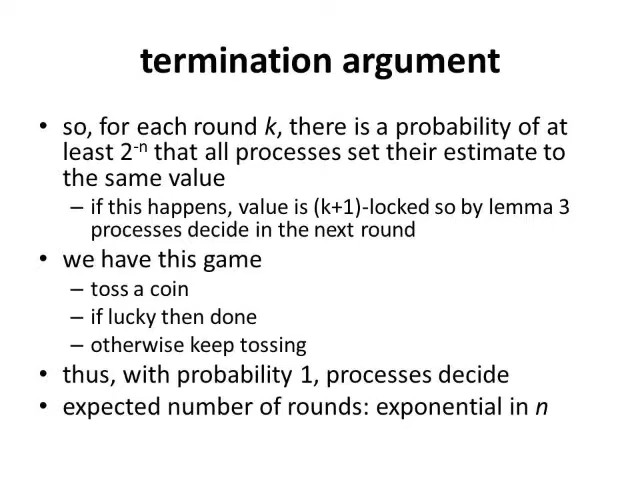 termination argument
• so, for each round k, there is a probability of at
least 2⁻ⁿ that all processes set their estimate to
the same value
– if this happens, value is (k+1)-locked so by lemma 3
processes decide in the next round
• we have this game
– toss a coin
– if lucky then done
– otherwise keep tossing
• thus, with probability 1, processes decide
• expected number of rounds: exponential in n